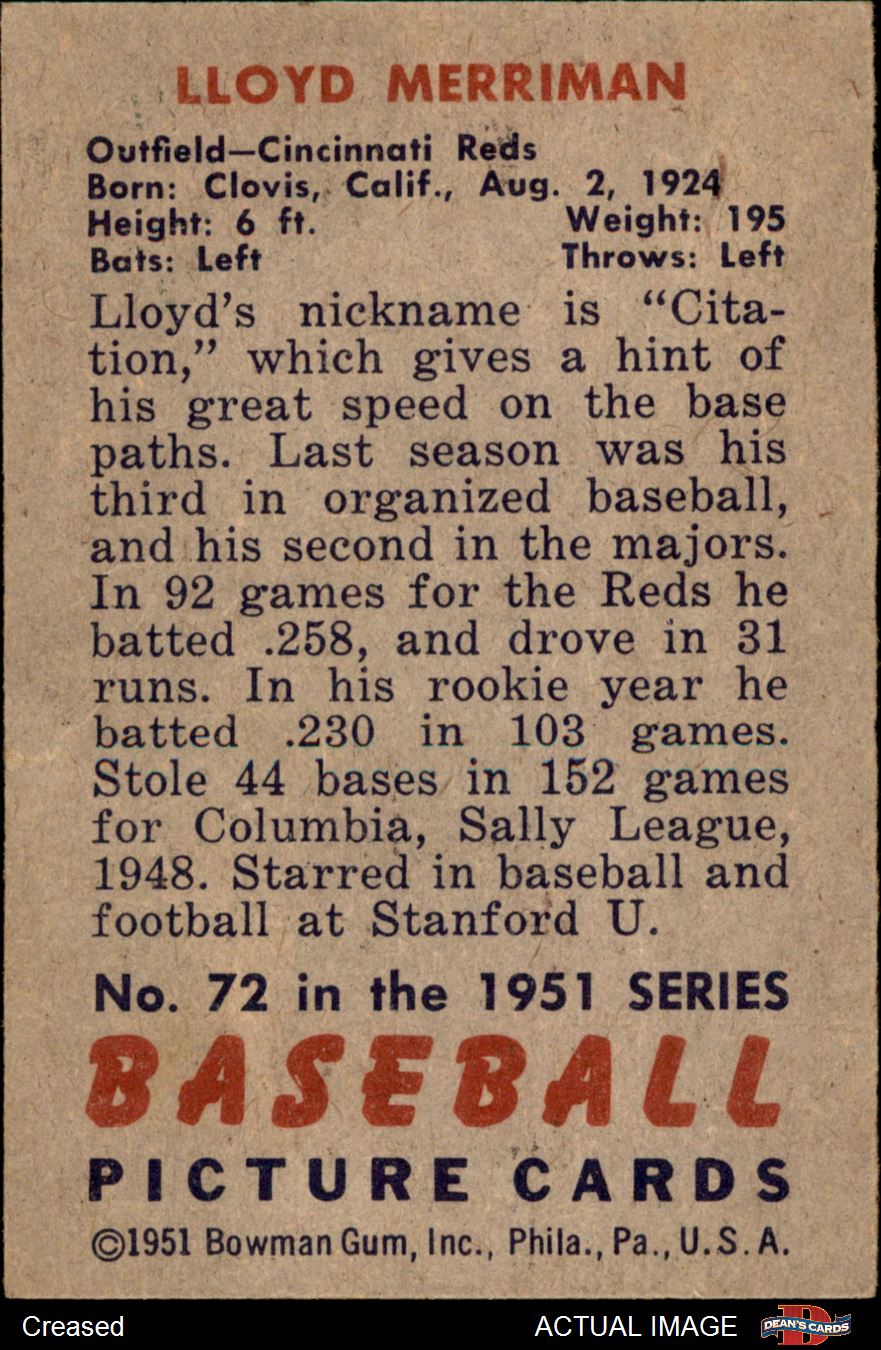 LLOYD MERRIMAN
Outfield—Cincinnati Reds
Born: Clovis, Calif., Aug. 2, 1924
Height: 6 ft. Weight: 195
Bats: Left Throws: Left
Lloyd's nickname is "Cita-
tion," which gives a hint of
his great speed on the base
paths. Last season was his
third in organized baseball,
and his second in the majors.
In 92 games for the Reds he
batted .258, and drove in 31
runs. In his rookie year he
batted .230 in 103 games.
Stole 44 bases in 152 games
for Columbia, Sally League,
1948. Starred in baseball and
football at Stanford U.
No. 72 in the 1951 SERIES
BASEBALL
PICTURE CARDS
©1951 Bowman Gum, Inc., Phila., Pa., U.S.A.
Creased ACTUAL IMAGE D DEAN'S CARDS